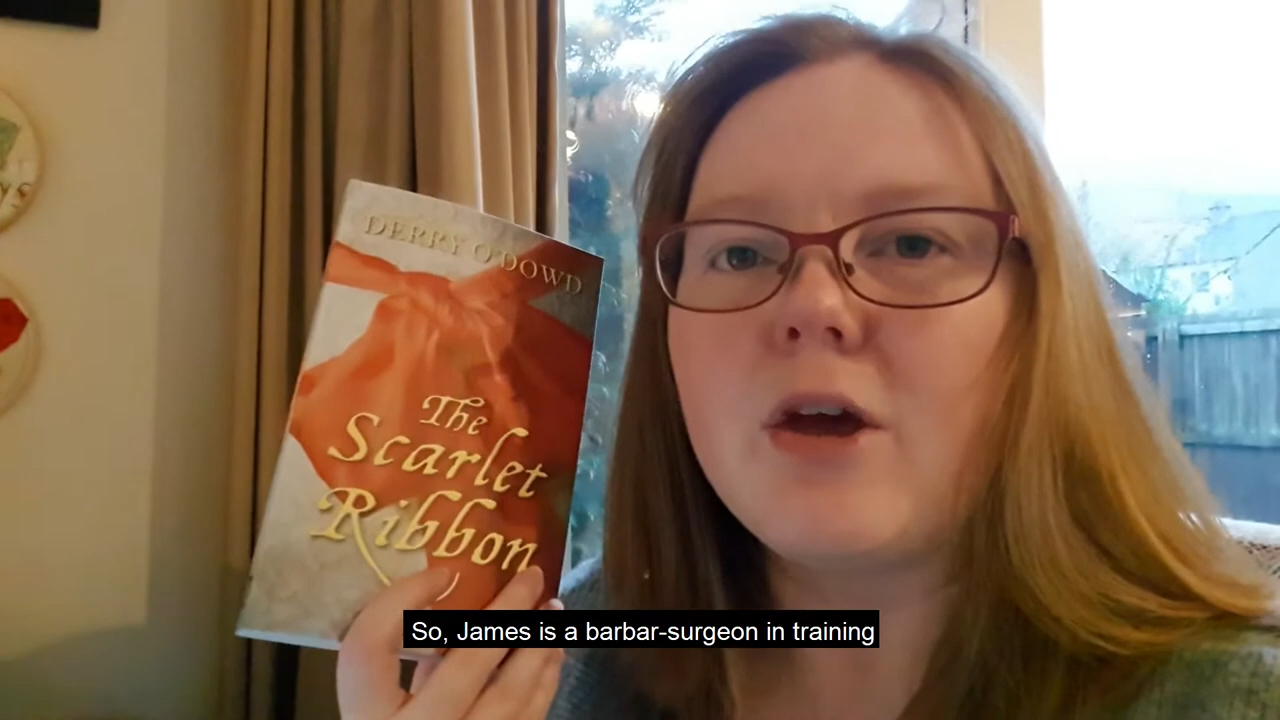 DERRY O'DOWD
The
Scarlet
Ribbon
So, James is a barbar-surgeon in training